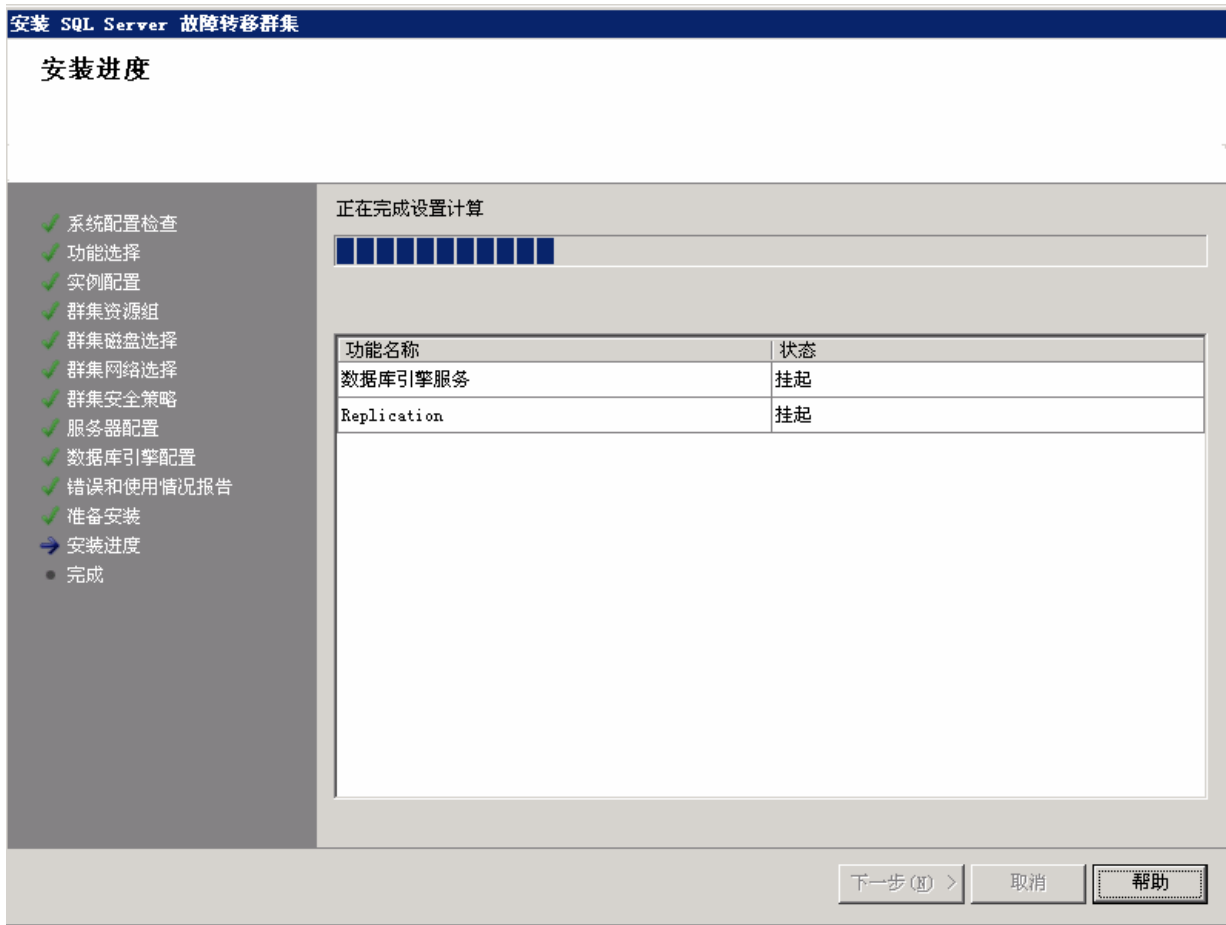 安装 SQL Server 故障转移群集
安装进度
系统配置检查
功能选择
实例配置
群集资源组
群集磁盘选择
群集网络选择
群集安全策略
服务器配置
数据库引擎配置
错误和使用情况报告
准备安装
安装进度
完成
正在完成设置计算
功能名称 状态
数据库引擎服务 挂起
Replication 挂起
下一步(N) > 取消 帮助